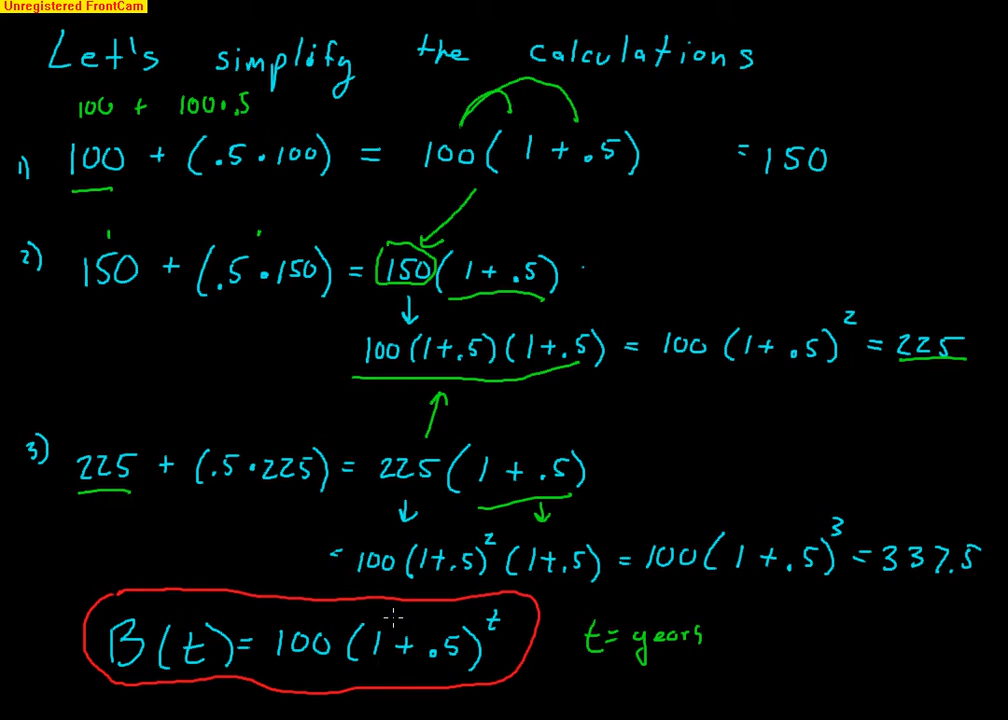 Unregistered FrontCam
Let's simplify the calculations
100 + 100·.5
1) 100 + (.5·100) = 100(1 + .5) = 150
2) 150 + (.5·150) = 150(1 + .5)
100(1+.5)(1+.5) = 100(1+.5)² = 225
3) 225 + (.5·225) = 225(1 + .5)
= 100(1+.5)²(1+.5) = 100(1+.5)³ = 337.5
B(t) = 100(1+.5)ᵗ t = years